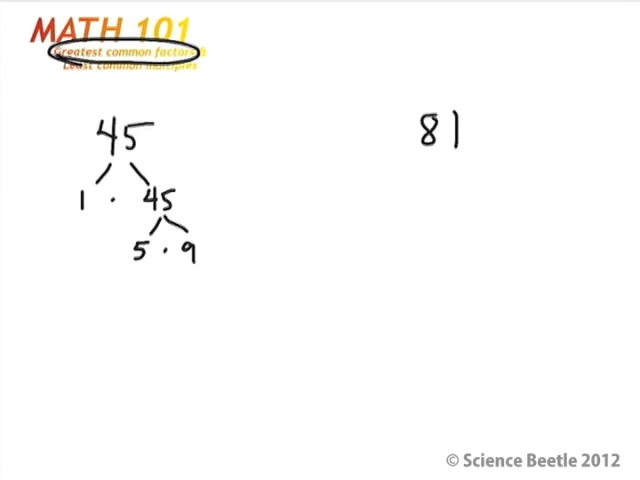 MATH 101
Greatest common factors &
Least common multiples
45 81
1 . 45
5 . 9
© Science Beetle 2012